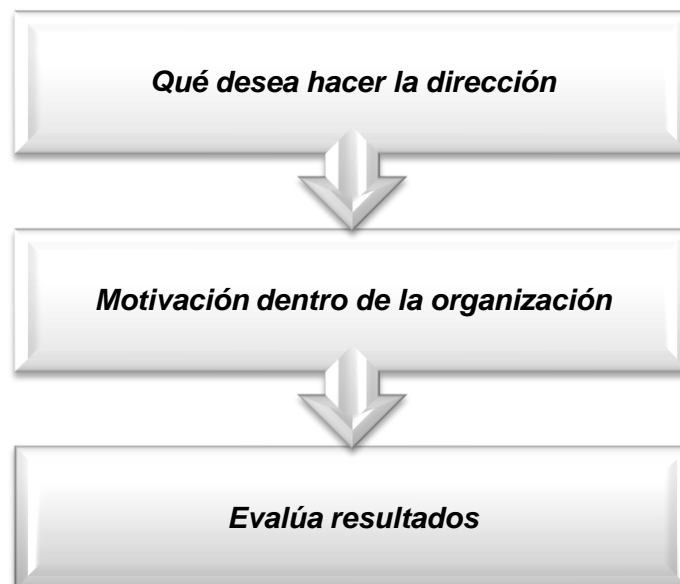 Qué desea hacer la dirección
Motivación dentro de la organización
Evalúa resultados